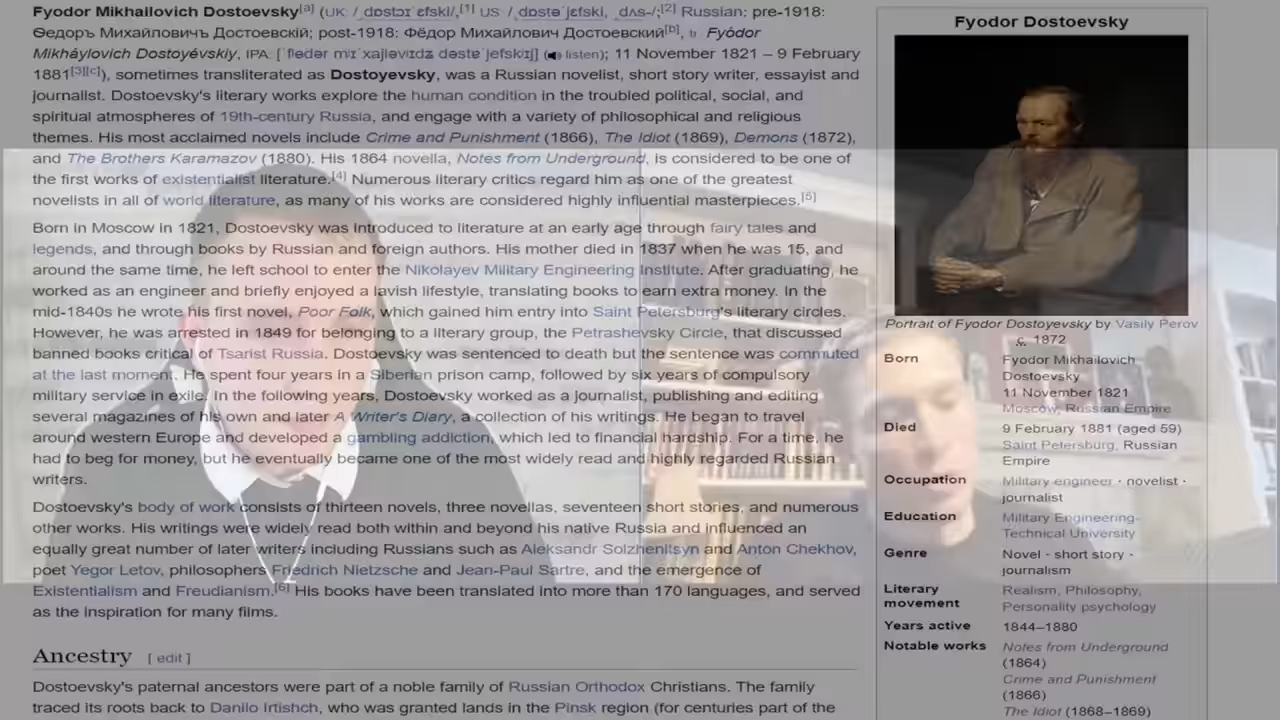 Fyodor Mikhailovich Dostoevsky[a] (UK: /ˌdɒstɔɪˈɛfski/,[1] US: /ˌdɒstəˈjɛfski, ˌdʌs-/;[2] Russian: pre-1918:
Ѳедоръ Михайловичъ Достоевскій; post-1918: Фёдор Михайлович Достоевский[b], tr. Fyódor
Mikháylovich Dostoyévskiy, IPA: (listen); 11 November 1821 – 9 February
1881[3][c]), sometimes transliterated as Dostoyevsky, was a Russian novelist, short story writer, essayist and
journalist. Dostoevsky's literary works explore the human condition in the troubled political, social, and
spiritual atmospheres of 19th-century Russia, and engage with a variety of philosophical and religious
themes. His most acclaimed novels include Crime and Punishment (1866), The Idiot (1869), Demons (1872),
and The Brothers Karamazov (1880). His 1864 novella, Notes from Underground, is considered to be one of
the first works of existentialist literature.[4] Numerous literary critics regard him as one of the greatest
novelists in all of world literature, as many of his works are considered highly influential masterpieces.[5]
Born in Moscow in 1821, Dostoevsky was introduced to literature at an early age through fairy tales and
legends, and through books by Russian and foreign authors. His mother died in 1837 when he was 15, and
around the same time, he left school to enter the Nikolayev Military Engineering Institute. After graduating, he
worked as an engineer and briefly enjoyed a lavish lifestyle, translating books to earn extra money. In the
mid-1840s he wrote his first novel, Poor Folk, which gained him entry into Saint Petersburg's literary circles.
However, he was arrested in 1849 for belonging to a literary group, the Petrashevsky Circle, that discussed
banned books critical of Tsarist Russia. Dostoevsky was sentenced to death but the sentence was commuted
at the last moment. He spent four years in a Siberian prison camp, followed by six years of compulsory
military service in exile. In the following years, Dostoevsky worked as a journalist, publishing and editing
several magazines of his own and later A Writer's Diary, a collection of his writings. He began to travel
around western Europe and developed a gambling addiction, which led to financial hardship. For a time, he
had to beg for money, but he eventually became one of the most widely read and highly regarded Russian
writers.
Dostoevsky's body of work consists of thirteen novels, three novellas, seventeen short stories, and numerous
other works. His writings were widely read both within and beyond his native Russia and influenced an
equally great number of later writers including Russians such as Aleksandr Solzhenitsyn and Anton Chekhov,
poet Yegor Letov, philosophers Friedrich Nietzsche and Jean-Paul Sartre, and the emergence of
Existentialism and Freudianism.[6] His books have been translated into more than 170 languages, and served
as the inspiration for many films.
Ancestry [ edit ]
Dostoevsky's paternal ancestors were part of a noble family of Russian Orthodox Christians. The family
traced its roots back to Danilo Irtishch, who was granted lands in the Pinsk region (for centuries part of the
Fyodor Dostoevsky
Portrait of Fyodor Dostoyevsky by Vasily Perov
c. 1872
Born Fyodor Mikhailovich
Dostoevsky
11 November 1821
Moscow, Russian Empire
Died 9 February 1881 (aged 59)
Saint Petersburg, Russian
Empire
Occupation Military engineer · novelist ·
journalist
Education Military Engineering-
Technical University
Genre Novel · short story ·
journalism
Literary Realism, Philosophy,
movement Personality psychology
Years active 1844–1880
Notable works Notes from Underground
(1864)
Crime and Punishment
(1866)
The Idiot (1868–1869)